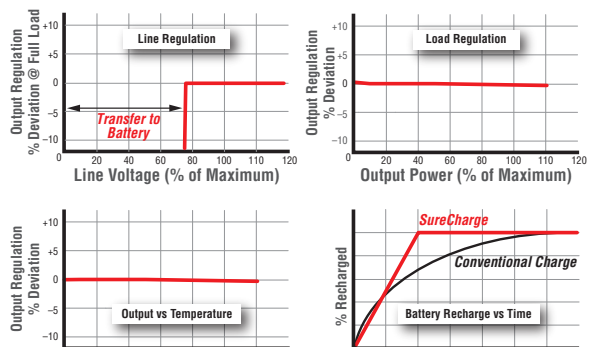 Output Regulation
% Deviation @ Full Load
+10
+5
0
−5
−10
Line Regulation
Transfer to
Battery
0 20 40 60 80 100 120
Line Voltage (% of Maximum)
Output Regulation
% Deviation
+10
+5
0
−5
−10
Load Regulation
0 20 40 60 80 100 120
Output Power (% of Maximum)
Output Regulation
% Deviation
+10
+5
0
−5
−10
Output vs Temperature
% Recharged
SureCharge
Conventional Charge
Battery Recharge vs Time